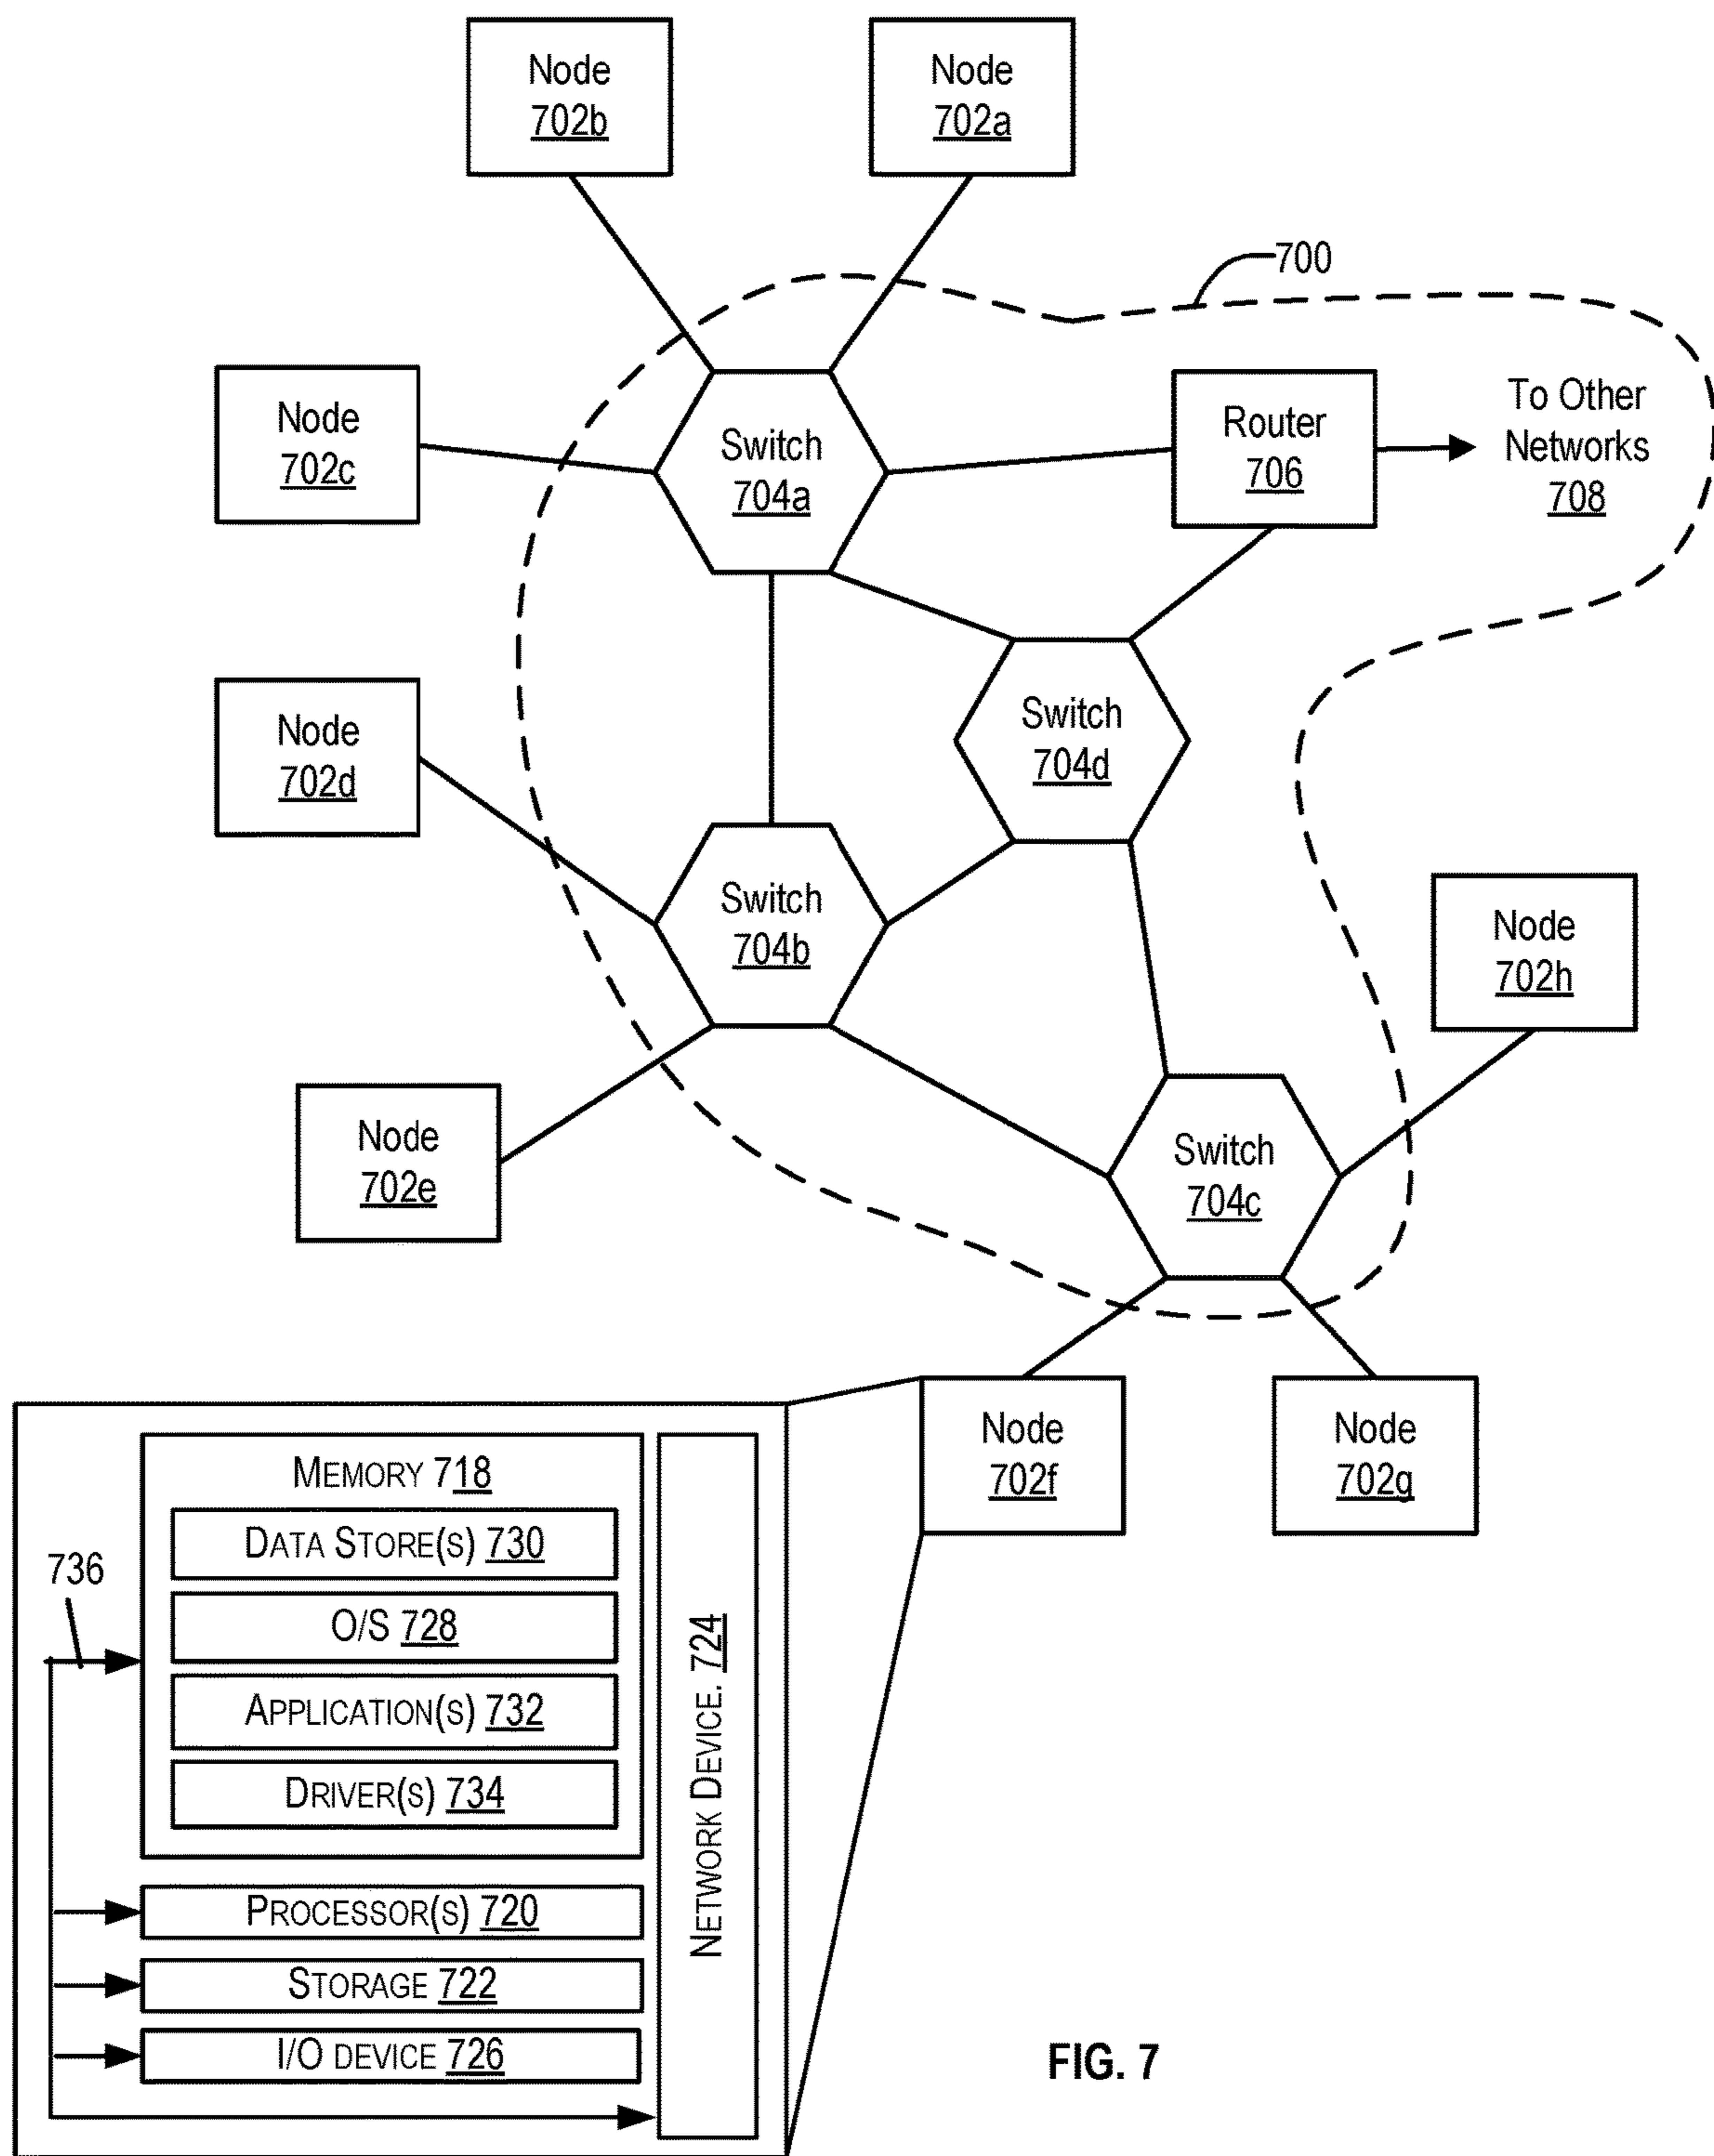 Node
702b
Node
702a
700
Node
702c
Switch
704a
Router
706
To Other
Networks
708
Node
702d
Switch
704d
Switch
704b
Node
702h
Node
702e
Switch
704c
Node
702f
Node
702g
MEMORY 718
DATA STORE(S) 730
736
O/S 728
APPLICATION(S) 732
DRIVER(S) 734
NETWORK DEVICE. 724
PROCESSOR(S) 720
STORAGE 722
I/O DEVICE 726
FIG. 7